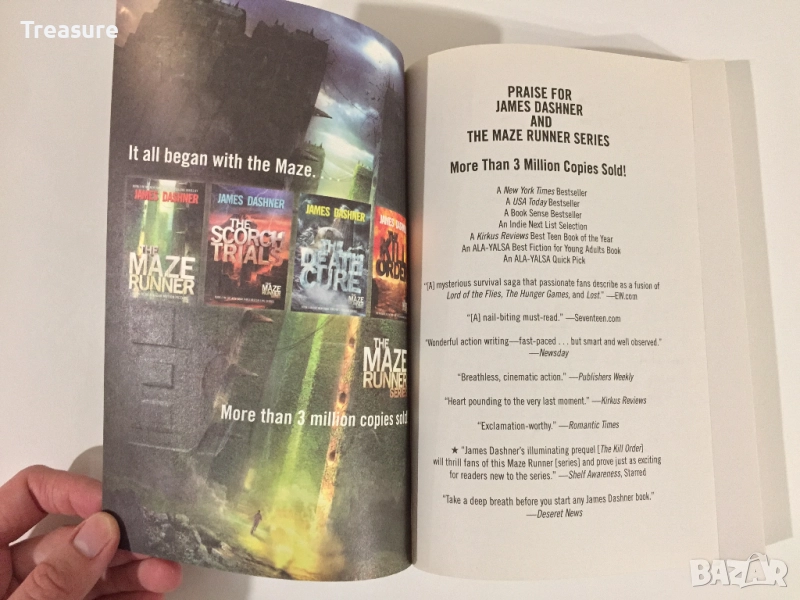 Treasure
It all began with the Maze. . .
JAMES DASHNER
THE
MAZE
RUNNER
JAMES DASHNER
THE
SCORCH
TRIALS
MAZE
RUNNER
JAMES DASHNER
THE
DEATH
CURE
MAZE
RUNNER
JAMES DASH
KILL
ORDER
MAZE
THE
MAZE
RUNNER
SERIES
More than 3 million copies sold
PRAISE FOR
JAMES DASHNER
AND
THE MAZE RUNNER SERIES
More Than 3 Million Copies Sold!
A New York Times Bestseller
A USA Today Bestseller
A Book Sense Bestseller
An Indie Next List Selection
A Kirkus Reviews Best Teen Book of the Year
An ALA-YALSA Best Fiction for Young Adults Book
An ALA-YALSA Quick Pick
“[A] mysterious survival saga that passionate fans describe as a fusion of
Lord of the Flies, The Hunger Games, and Lost.” —EW.com
“[A] nail-biting must-read.” —Seventeen.com
“Wonderful action writing—fast-paced . . . but smart and well observed.”
—Newsday
“Breathless, cinematic action.” —Publishers Weekly
“Heart pounding to the very last moment.” —Kirkus Reviews
“Exclamation-worthy.” —Romantic Times
★ “James Dashner’s illuminating prequel [The Kill Order]
will thrill fans of this Maze Runner [series] and prove just as exciting
for readers new to the series.” —Shelf Awareness, Starred
“Take a deep breath before you start any James Dashner book.”
—Deseret News
BAZAR